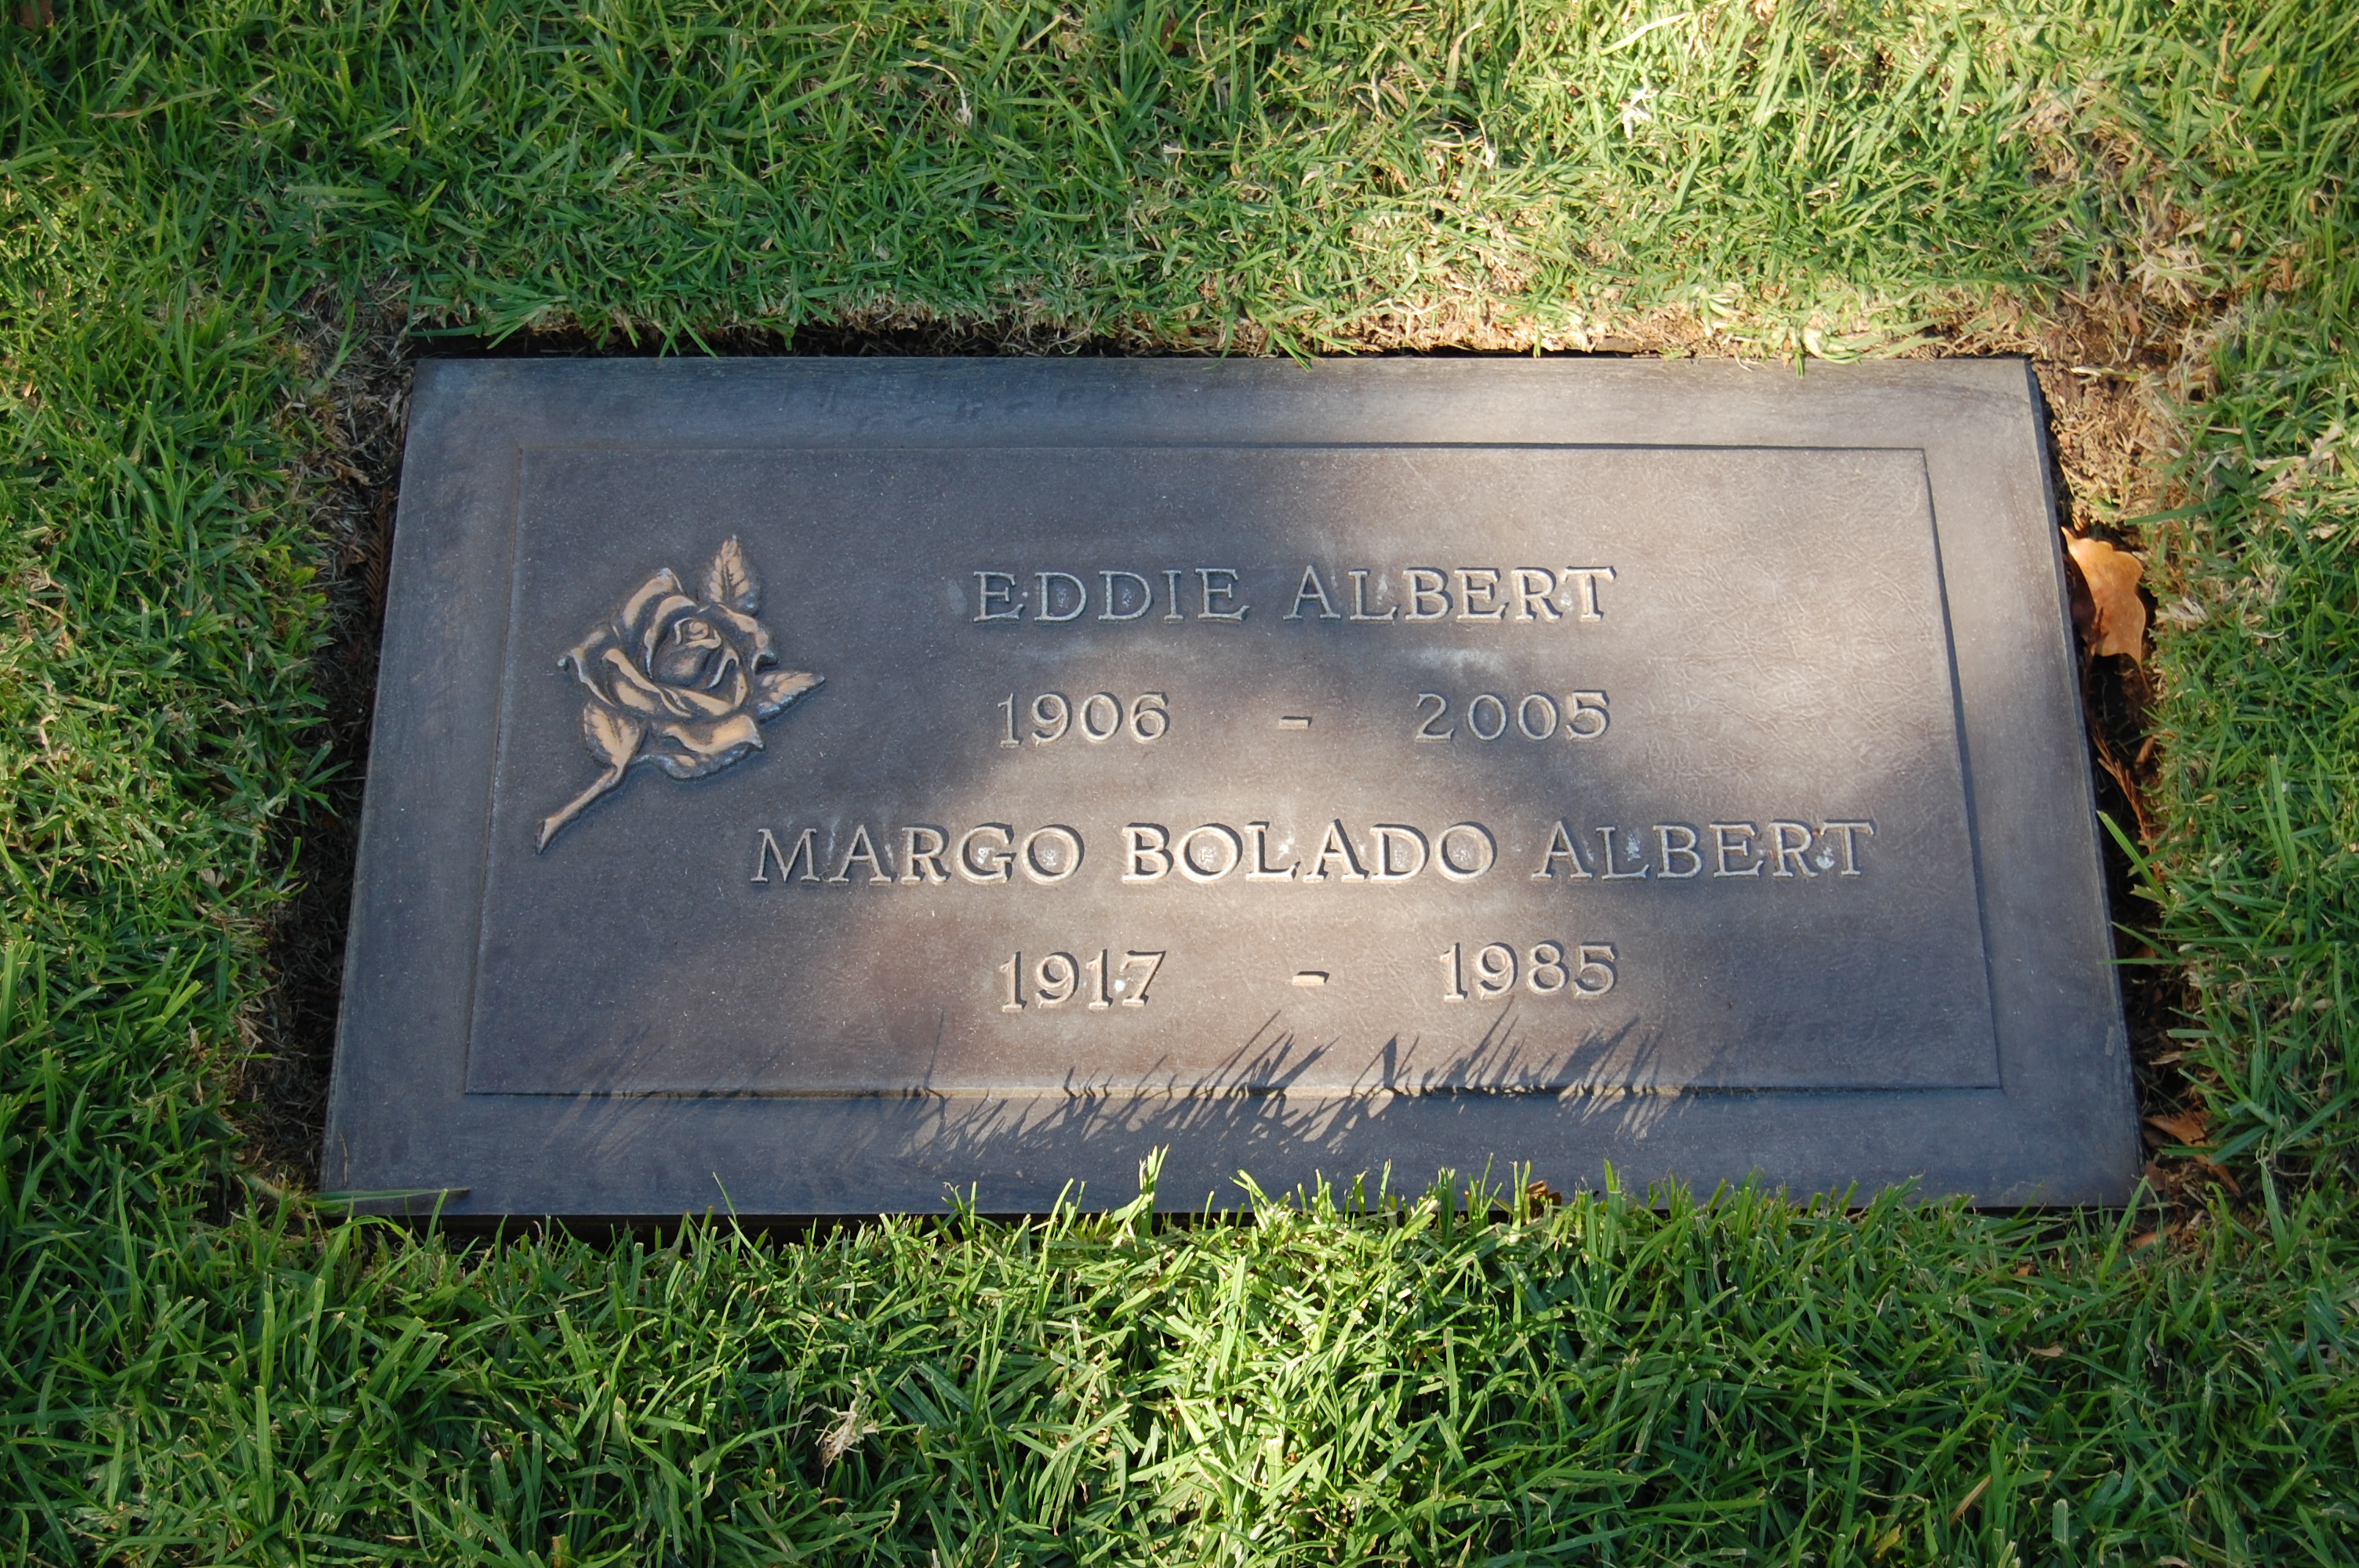 EDDIE ALBERT
1906 - 2005
MARGO BOLADO ALBERT
1917 - 1985